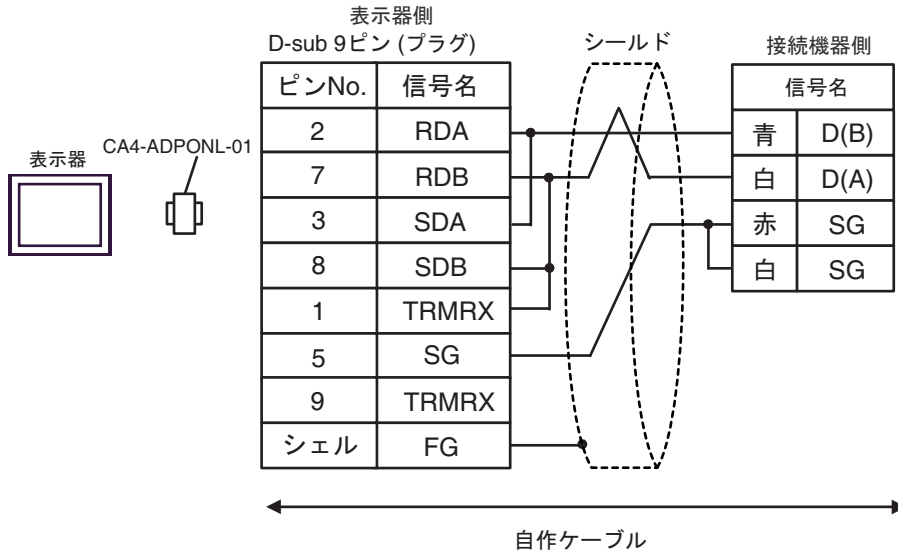 表示器側
D-sub 9ピン (プラグ)
シールド
接続機器側
ピンNo. 信号名
信号名
2 RDA
青 D(B)
表示器
CA4-ADPONL-01
7 RDB
白 D(A)
3 SDA
赤 SG
8 SDB
白 SG
1 TRMRX
5 SG
9 TRMRX
シェル FG
自作ケーブル